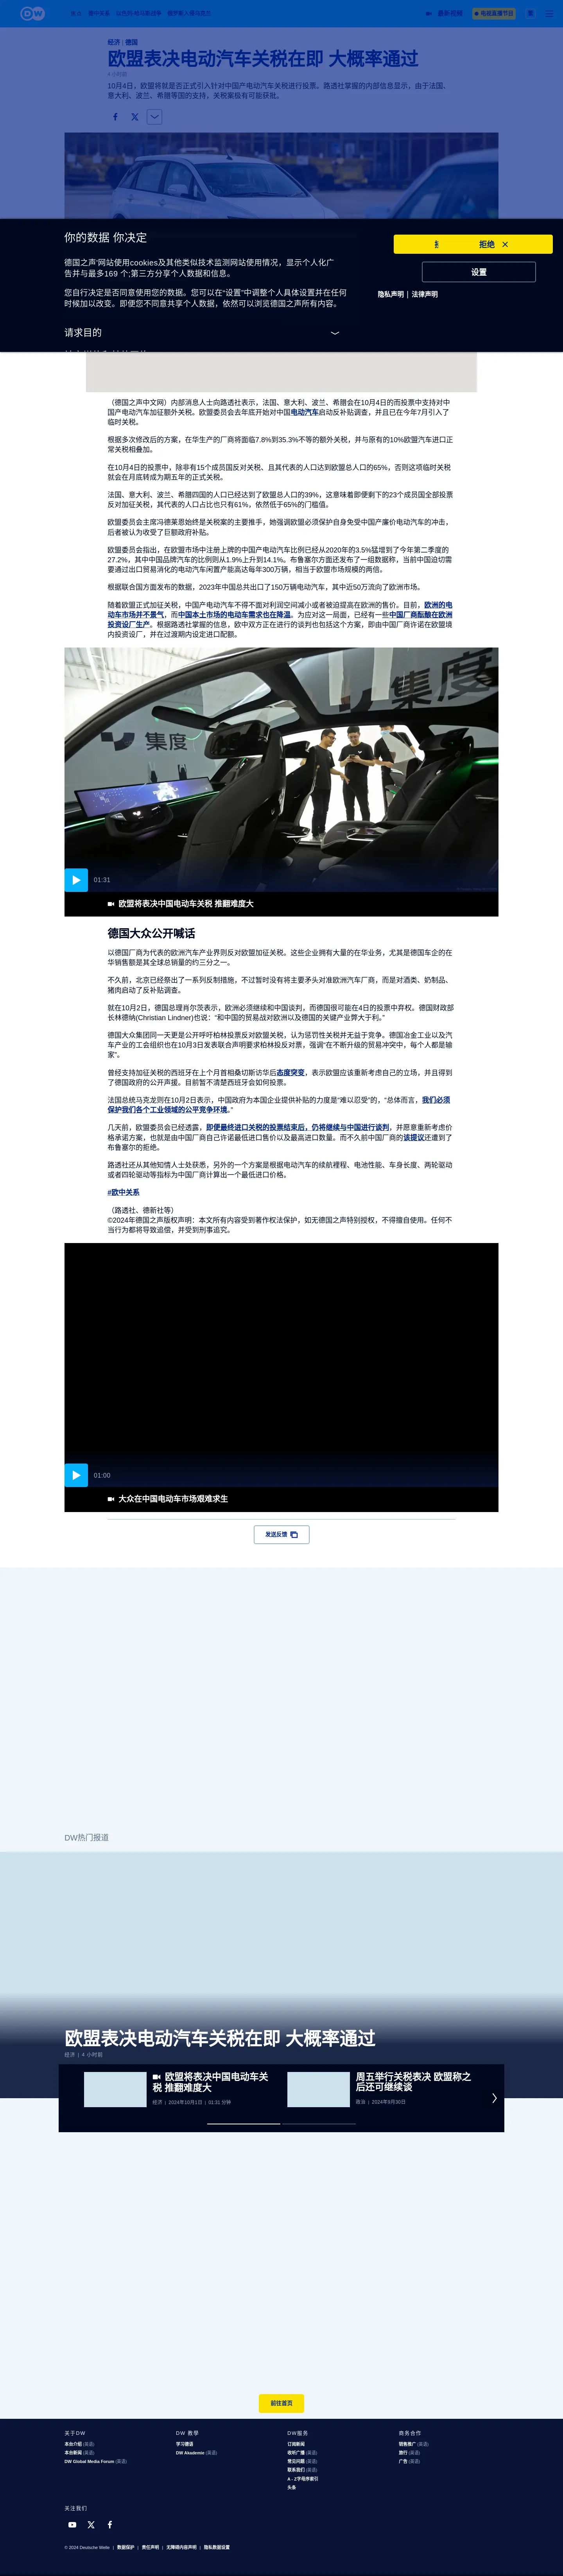 DW
最新视频
电视直播节目
经济 | 德国
欧盟表决电动汽车关税在即 大概率通过
4 小时前
10月4日，欧盟将就是否正式引入针对中国产电动汽车关税进行投票。路透社掌握的内部信息显示，由于法国、
意大利、波兰、希腊等国的支持，关税案极有可能获批。
你的数据 你决定
德国之声“网站使用cookies及其他类似技术监测网站使用情况，显示个人化广
告并与最多169 个;第三方分享个人数据和信息。
您自行决定是否同意使用您的数据。您可以在“设置”中调整个人具体设置并在任何
时候加以改变。即便您不同意共享个人数据，依然可以浏览德国之声所有内容。
请求目的
拒绝
设置
隐私声明 | 法律声明
（德国之声中文网）内部消息人士向路透社表示，法国、意大利、波兰、希腊会在10月4日的而投票中支持对中
国产电动汽车加征额外关税。欧盟委员会去年底开始对中国电动汽车启动反补贴调查，并且已在今年7月引入了
临时关税。
根据多次修改后的方案，在华生产的厂商将面临7.8%到35.3%不等的额外关税，并与原有的10%欧盟汽车进口正
常关税相叠加。
在10月4日的投票中，除非有15个成员国反对关税、且其代表的人口达到欧盟总人口的65%，否则这项临时关税
就会在月底转成为期五年的正式关税。
法国、意大利、波兰、希腊四国的人口已经达到了欧盟总人口的39%，这意味着即便剩下的23个成员国全部投票
反对加征关税，其代表的人口占比也只有61%，依然低于65%的门槛值。
欧盟委员会主席冯德莱恩始终是关税案的主要推手，她强调欧盟必须保护自身免受中国产廉价电动汽车的冲击，
后者被认为收受了巨额政府补贴。
欧盟委员会指出，在欧盟市场中注册上牌的中国产电动汽车比例已经从2020年的3.5%猛增到了今年第二季度的
27.2%，其中中国品牌汽车的比例则从1.9%上升到14.1%。布鲁塞尔方面还发布了一组数据称，当前中国迫切需
要通过出口贸易消化的电动汽车闲置产能高达每年300万辆，相当于欧盟市场规模的两倍。
根据联合国方面发布的数据，2023年中国总共出口了150万辆电动汽车，其中近50万流向了欧洲市场。
随着欧盟正式加征关税，中国产电动汽车不得不面对利润空间减小或者被迫提高在欧洲的售价。目前，欧洲的电
动车市场并不景气，而中国本土市场的电动车需求也在降温。为应对这一局面，已经有一些中国厂商酝酿在欧洲
投资设厂生产。根据路透社掌握的信息，欧中双方正在进行的谈判也包括这个方案，即由中国厂商许诺在欧盟境
内投资设厂，并在过渡期内设定进口配额。
集度
01:31
欧盟将表决中国电动车关税 推翻难度大
德国大众公开喊话
以德国厂商为代表的欧洲汽车产业界则反对欧盟加征关税。这些企业拥有大量的在华业务，尤其是德国车企的在
华销售额是其全球总销量的约三分之一。
不久前，北京已经祭出了一系列反制措施，不过暂时没有将主要矛头对准欧洲汽车厂商，而是对酒类、奶制品、
猪肉启动了反补贴调查。
就在10月2日，德国总理肖尔茨表示，欧洲必须继续和中国谈判，而德国很可能在4日的投票中弃权。德国财政部
长林德纳(Christian Lindner)也说：“和中国的贸易战对欧洲以及德国的关键产业弊大于利。”
德国大众集团同一天更是公开呼吁柏林投票反对欧盟关税，认为惩罚性关税并无益于竞争。德国冶金工业以及汽
车产业的工会组织也在10月3日发表联合声明要求柏林投反对票，强调“在不断升级的贸易冲突中，每个人都是输
家”。
曾经支持加征关税的西班牙在上个月首相桑切斯访华后态度突变，表示欧盟应该重新考虑自己的立场，并且得到
了德国政府的公开声援。目前暂不清楚西班牙会如何投票。
法国总统马克龙则在10月2日表示，中国政府为本国企业提供补贴的力度是“难以忍受”的，“总体而言，我们必须
保护我们各个工业领域的公平竞争环境。”
几天前，欧盟委员会已经透露，即便最终进口关税的投票结束后，仍将继续与中国进行谈判，并愿意重新考虑价
格承诺方案，也就是由中国厂商自己许诺最低进口售价以及最高进口数量。而不久前中国厂商的该提议还遭到了
布鲁塞尔的拒绝。
路透社还从其他知情人士处获悉，另外的一个方案是根据电动汽车的续航裡程、电池性能、车身长度、两轮驱动
或者四轮驱动等指标为中国厂商计算出一个最低进口价格。
#欧中关系
（路透社、德新社等）
©2024年德国之声版权声明：本文所有内容受到著作权法保护，如无德国之声特别授权，不得擅自使用。任何不
当行为都将导致追偿，并受到刑事追究。
01:00
大众在中国电动车市场艰难求生
发送反馈
DW热门报道
欧盟表决电动汽车关税在即 大概率通过
经济 | 4 小时前
欧盟将表决中国电动车关
税 推翻难度大
经济 | 2024年10月1日 | 01:31 分钟
周五举行关税表决 欧盟称之
后还可继续谈
政治 | 2024年9月30日
前往首页
关于DW
本台介绍 (英语)
本台新闻 (英语)
DW Global Media Forum (英语)
DW 教學
学习德语
DW Akademie (英语)
DW服务
订阅新闻
收听广播 (英语)
常见问题 (英语)
联系我们 (英语)
A - Z字母序索引
头条
商务合作
销售推广 (英语)
旅行 (英语)
广告 (英语)
关注我们
© 2024 Deutsche Welle | 数据保护 | 责任声明 | 无障碍内容声明 | 隐私数据设置